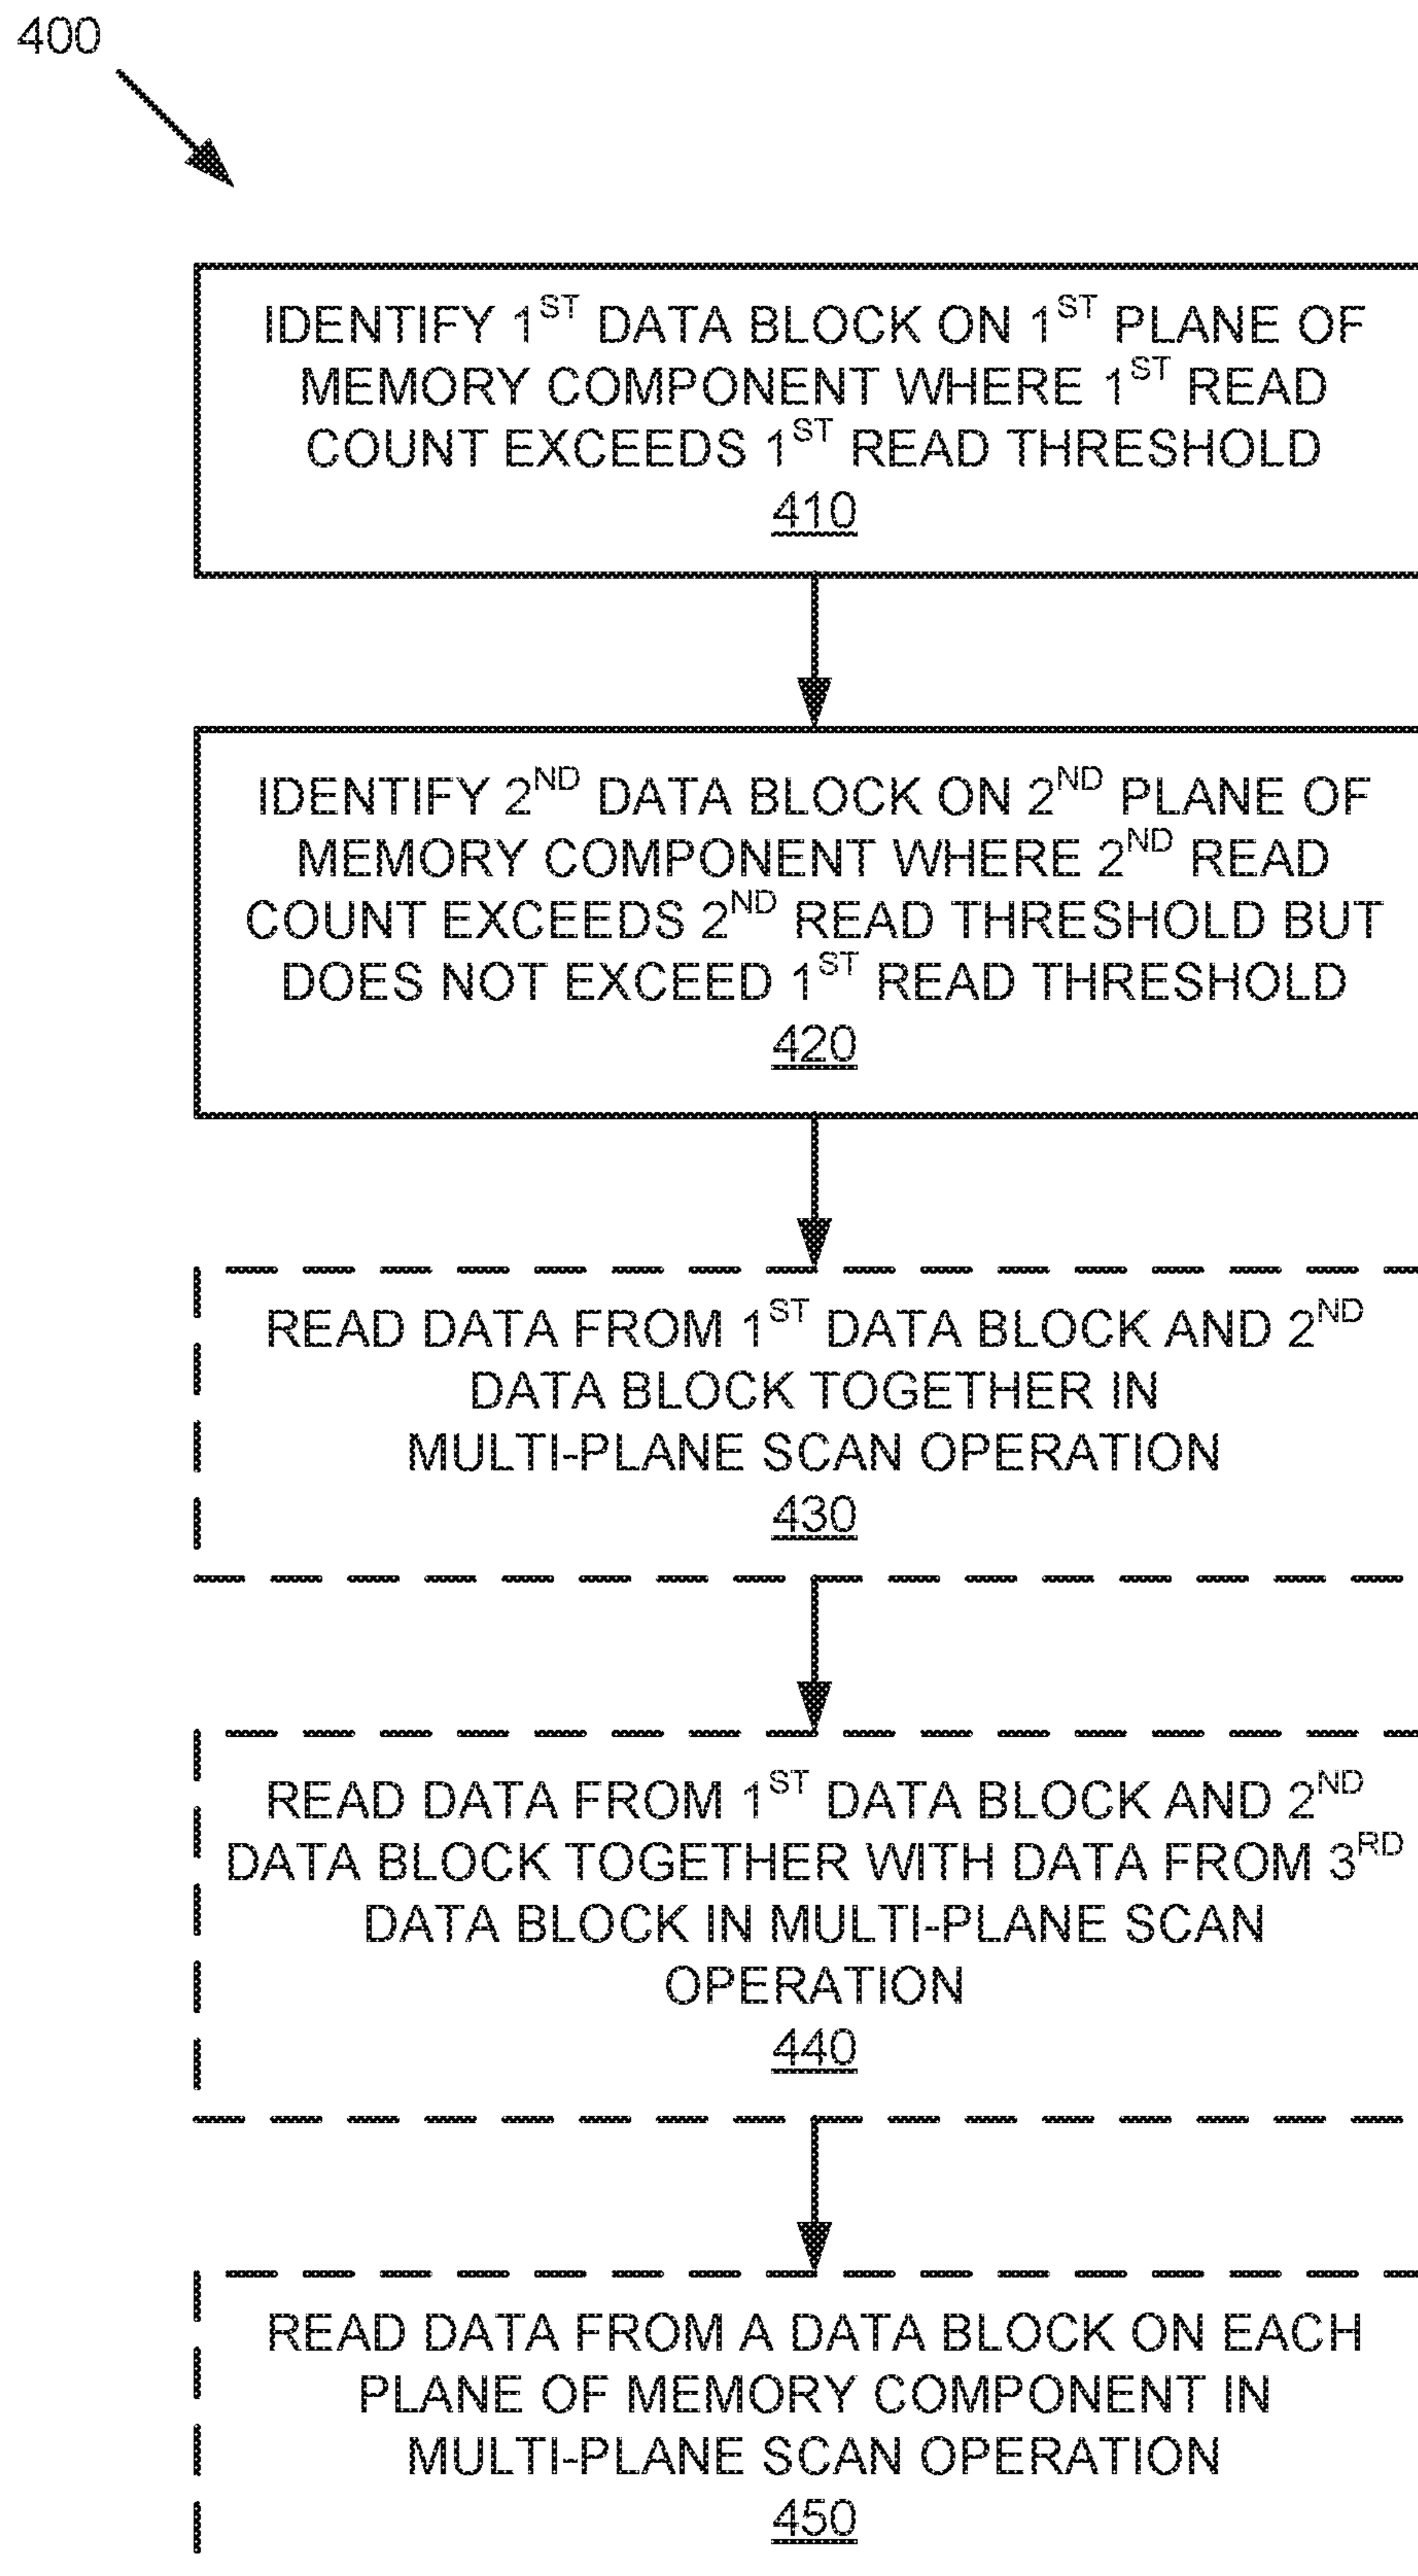 400
IDENTIFY 1ST DATA BLOCK ON 1ST PLANE OF
MEMORY COMPONENT WHERE 1ST READ
COUNT EXCEEDS 1ST READ THRESHOLD
410
IDENTIFY 2ND DATA BLOCK ON 2ND PLANE OF
MEMORY COMPONENT WHERE 2ND READ
COUNT EXCEEDS 2ND READ THRESHOLD BUT
DOES NOT EXCEED 1ST READ THRESHOLD
420
READ DATA FROM 1ST DATA BLOCK AND 2ND
DATA BLOCK TOGETHER IN
MULTI-PLANE SCAN OPERATION
430
READ DATA FROM 1ST DATA BLOCK AND 2ND
DATA BLOCK TOGETHER WITH DATA FROM 3RD
DATA BLOCK IN MULTI-PLANE SCAN
OPERATION
440
READ DATA FROM A DATA BLOCK ON EACH
PLANE OF MEMORY COMPONENT IN
MULTI-PLANE SCAN OPERATION
450